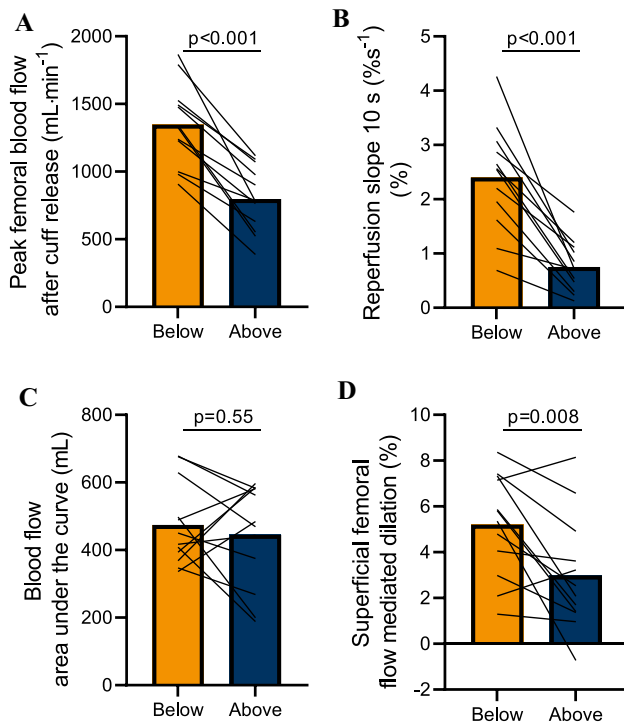 A
Peak femoral blood flow
after cuff release (mL·min⁻¹)
2000
1500
1000
500
0
p<0.001
Below
Above
B
Reperfusion slope 10 s (%s⁻¹)
(%)
5
4
3
2
1
0
p<0.001
Below
Above
C
Blood flow
area under the curve (mL)
800
600
400
200
0
p=0.55
Below
Above
D
Superficial femoral
flow mediated dilation (%)
10
8
6
4
2
0
-2
p=0.008
Below
Above